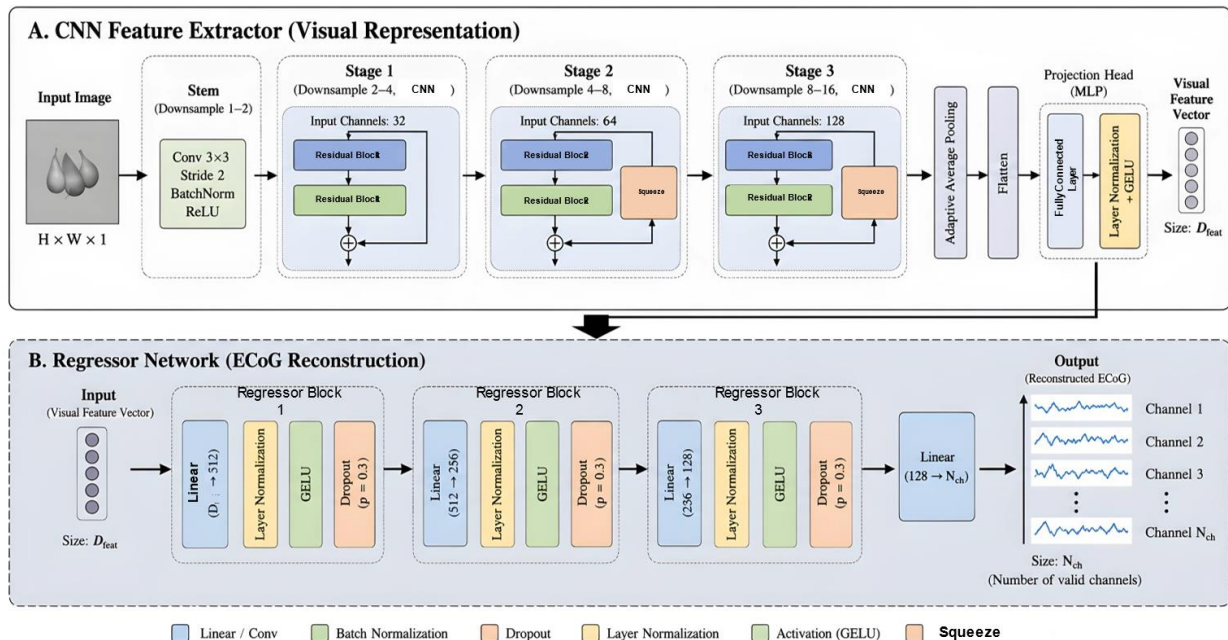 A. CNN Feature Extractor (Visual Representation)
Input Image
H × W × 1
Stem
(Downsample 1–2)
Conv 3×3
Stride 2
BatchNorm
ReLU
Stage 1
(Downsample 2–4, CNN )
Input Channels: 32
Residual Block
Residual Block
Stage 2
(Downsample 4–8, CNN )
Input Channels: 64
Residual Block
Residual Block
Squeeze
Stage 3
(Downsample 8–16, CNN )
Input Channels: 128
Residual Block
Residual Block
Squeeze
Adaptive Average Pooling
Flatten
Projection Head
(MLP)
Fully Connected
Layer
Layer Normalization
+ GELU
Visual
Feature
Vector
Size: D_feat
B. Regressor Network (ECoG Reconstruction)
Input
(Visual Feature Vector)
Size: D_feat
Regressor Block
1
Linear
→ 512)
Layer Normalization
GELU
Dropout
(p = 0.3)
Regressor Block
2
Linear
(512 → 256)
Layer Normalization
GELU
Dropout
(p = 0.3)
Regressor Block
3
Linear
(236 → 128)
Layer Normalization
GELU
Dropout
(p = 0.3)
Linear
(128 → N_ch)
Output
(Reconstructed ECoG)
Channel 1
Channel 2
Channel 3
Channel N_ch
Size: N_ch
(Number of valid channels)
Linear / Conv
Batch Normalization
Dropout
Layer Normalization
Activation (GELU)
Squeeze